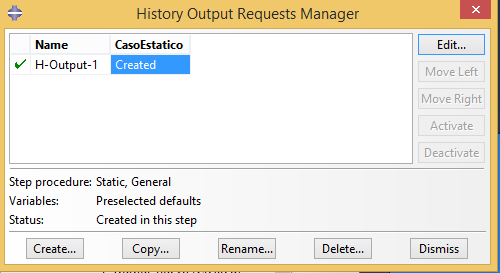 History Output Requests Manager
Name CasoEstatico
H-Output-1 Created
Edit...
Move Left
Move Right
Activate
Deactivate
Step procedure: Static, General
Variables: Preselected defaults
Status: Created in this step
Create... Copy... Rename... Delete... Dismiss